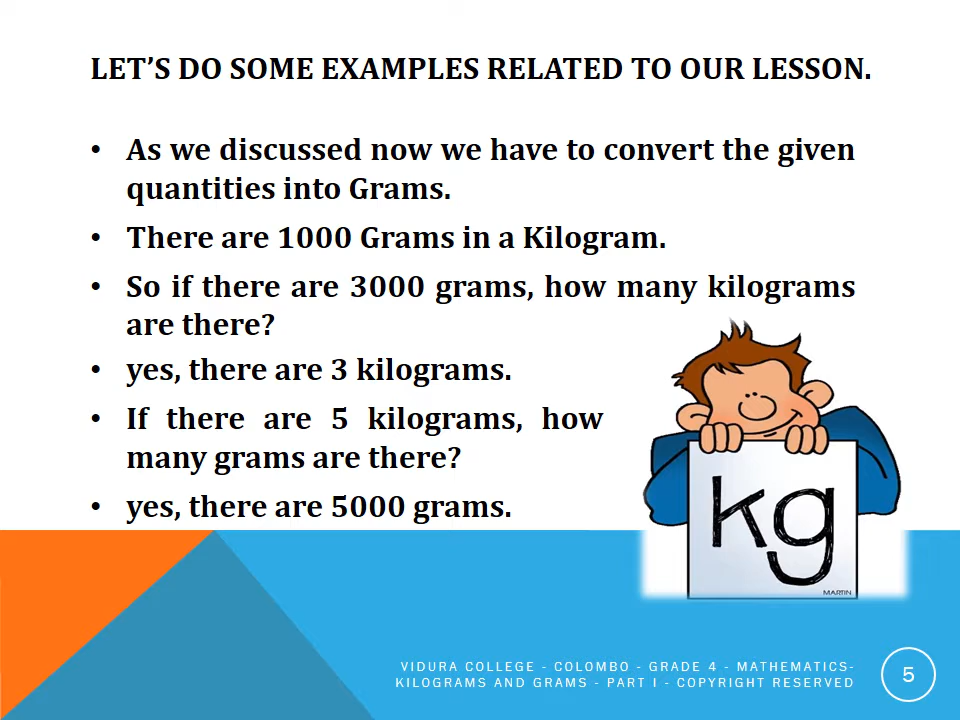 LET’S DO SOME EXAMPLES RELATED TO OUR LESSON.
• As we discussed now we have to convert the given
quantities into Grams.
• There are 1000 Grams in a Kilogram.
• So if there are 3000 grams, how many kilograms
are there?
• yes, there are 3 kilograms.
• If there are 5 kilograms, how
many grams are there?
• yes, there are 5000 grams.
kg
MARTIN
VIDURA COLLEGE - COLOMBO - GRADE 4 - MATHEMATICS-
KILOGRAMS AND GRAMS - PART I - COPYRIGHT RESERVED
5